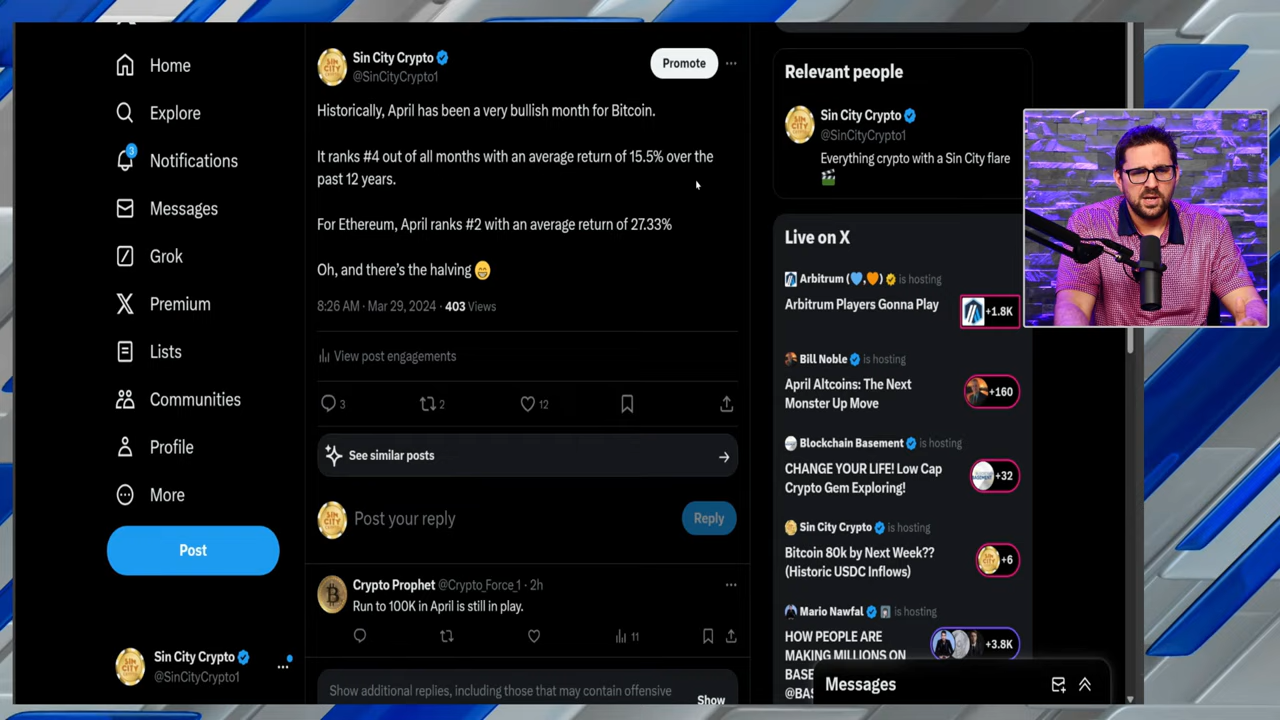 Home
Explore
3
Notifications
Messages
Grok
Premium
Lists
Communities
Profile
More
Post
Sin City Crypto
@SinCityCrypto1
Sin City Crypto
@SinCityCrypto1
Promote
Historically, April has been a very bullish month for Bitcoin.
It ranks #4 out of all months with an average return of 15.5% over the
past 12 years.
For Ethereum, April ranks #2 with an average return of 27.33%
Oh, and there's the halving 😁
8:26 AM · Mar 29, 2024 · 403 Views
View post engagements
3
2
12
See similar posts
Post your reply
Reply
Crypto Prophet @Crypto_Force_1 · 2h
Run to 100K in April is still in play.
11
Show additional replies, including those that may contain offensive
Show
Relevant people
Sin City Crypto
@SinCityCrypto1
Everything crypto with a Sin City flare
🎬
Live on X
Arbitrum (💙,🧡) is hosting
Arbitrum Players Gonna Play
+1.8K
Bill Noble is hosting
April Altcoins: The Next
Monster Up Move
+160
Blockchain Basement is hosting
CHANGE YOUR LIFE! Low Cap
Crypto Gem Exploring!
+32
Sin City Crypto is hosting
Bitcoin 80k by Next Week??
(Historic USDC Inflows)
+6
Mario Nawfal is hosting
HOW PEOPLE ARE
MAKING MILLIONS ON
+3.8K
Messages